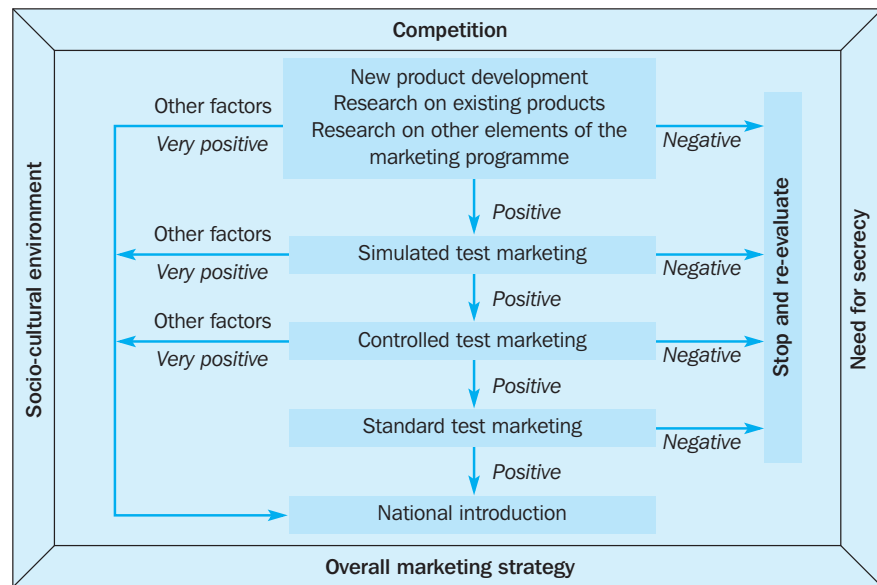 Competition
New product development
Research on existing products
Research on other elements of the
marketing programme
Other factors
Very positive
Negative
Positive
Other factors
Very positive
Simulated test marketing
Negative
Positive
Other factors
Very positive
Controlled test marketing
Negative
Positive
Standard test marketing
Negative
Positive
National introduction
Socio-cultural environment
Stop and re-evaluate
Need for secrecy
Overall marketing strategy